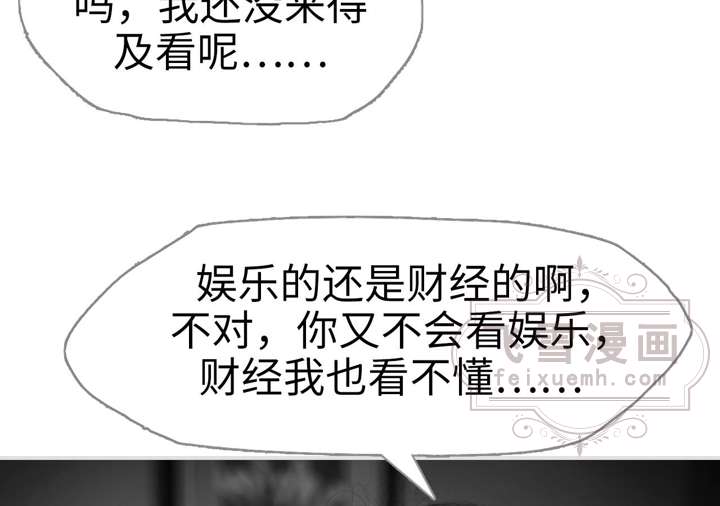 吗，我还没来得
及看呢……
娱乐的还是财经的啊，
不对，你又不会看娱乐，
财经我也看不懂……
飞雪漫画
feixuemh.com